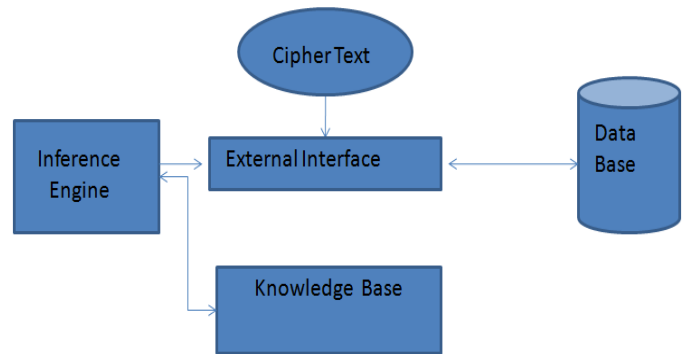 Cipher Text
Inference
Engine
External Interface
Data
Base
Knowledge Base